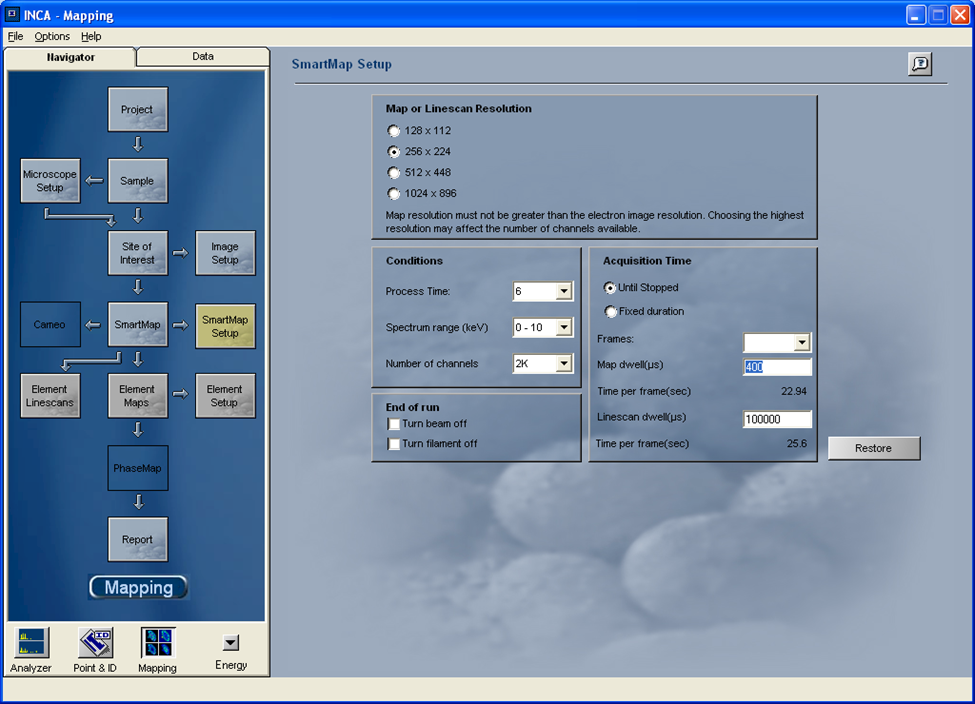 INCA - Mapping
File Options Help
Navigator
Data
Project
Microscope
Setup
Sample
Site of
Interest
Image
Setup
Cameo
SmartMap
SmartMap
Setup
Element
Linescans
Element
Maps
Element
Setup
PhaseMap
Report
Mapping
Analyzer
ID
Point & ID
Mapping
Energy
SmartMap Setup
?
Map or Linescan Resolution
128 x 112
256 x 224
512 x 448
1024 x 896
Map resolution must not be greater than the electron image resolution. Choosing the highest
resolution may affect the number of channels available.
Conditions
Process Time: 6
Spectrum range (keV) 0 - 10
Number of channels 2K
End of run
Turn beam off
Turn filament off
Acquisition Time
Until Stopped
Fixed duration
Frames:
Map dwell(µs) 400
Time per frame(sec) 22.94
Linescan dwell(µs) 100000
Time per frame(sec) 25.6
Restore